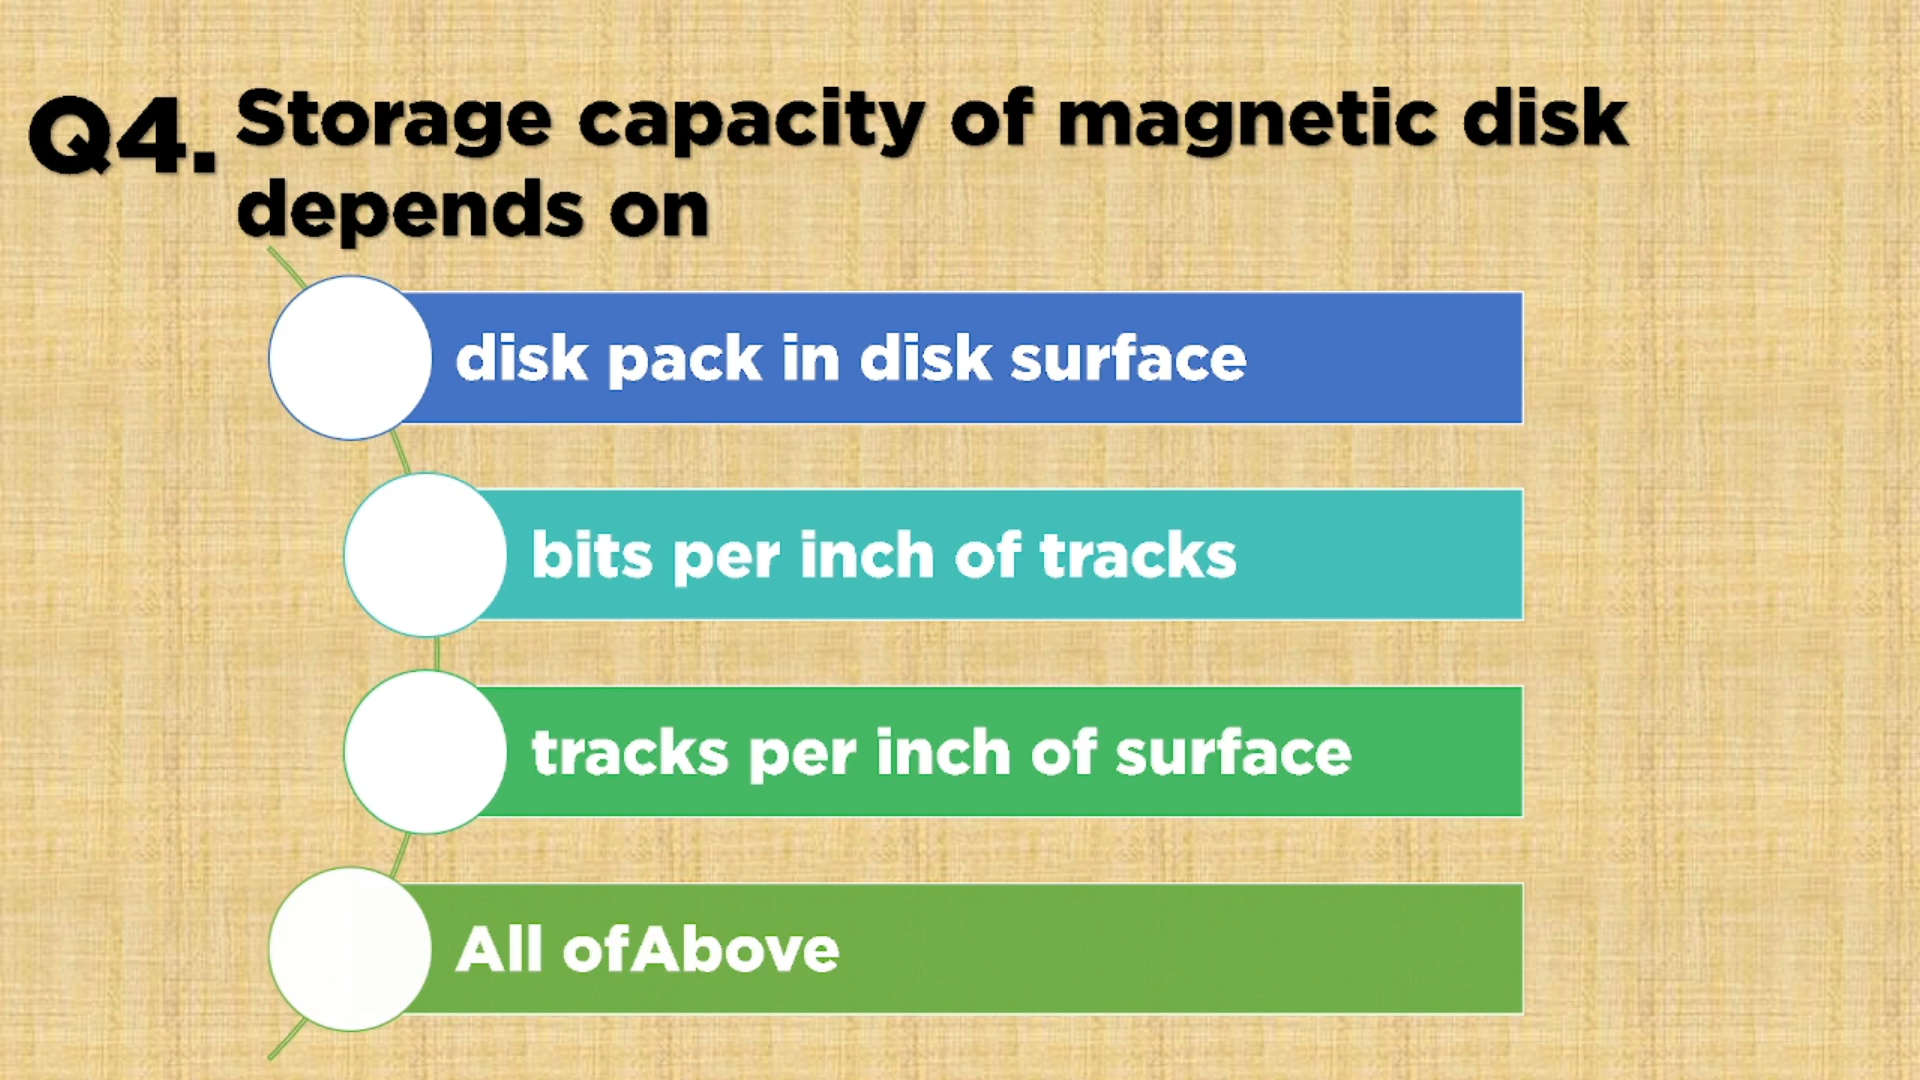 Q4. Storage capacity of magnetic disk
depends on
disk pack in disk surface
bits per inch of tracks
tracks per inch of surface
All ofAbove